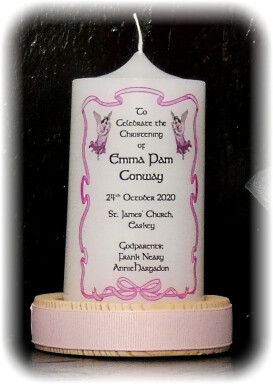 To
Celebrate the
Christening
of
Emma Pam
Conway
24th October 2020
St. James' Church,
Easkey
Godparents;
Frank Neary
Annie Hargadon